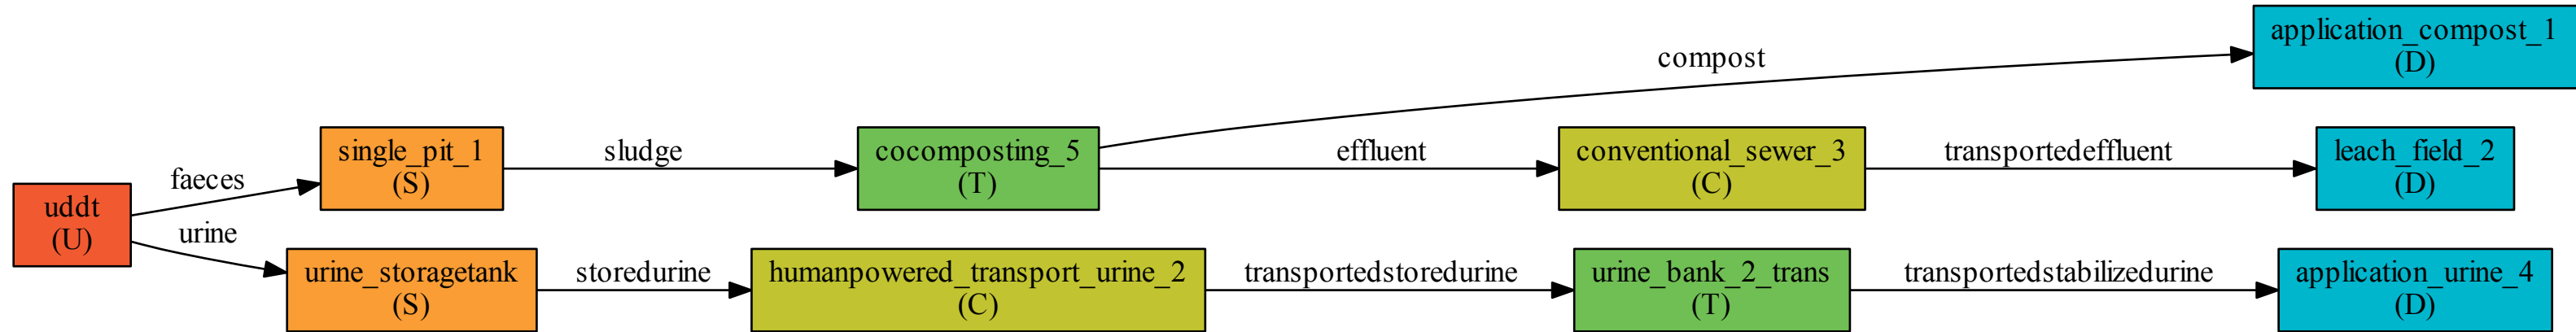 application_compost_1
(D)
compost
single_pit_1
(S)
sludge
cocomposting_5
(T)
effluent
conventional_sewer_3
(C)
transportedeffluent
leach_field_2
(D)
faeces
uddt
(U)
urine
urine_storagetank
(S)
storedurine
humanpowered_transport_urine_2
(C)
transportedstoredurine
urine_bank_2_trans
(T)
transportedstabilizedurine
application_urine_4
(D)